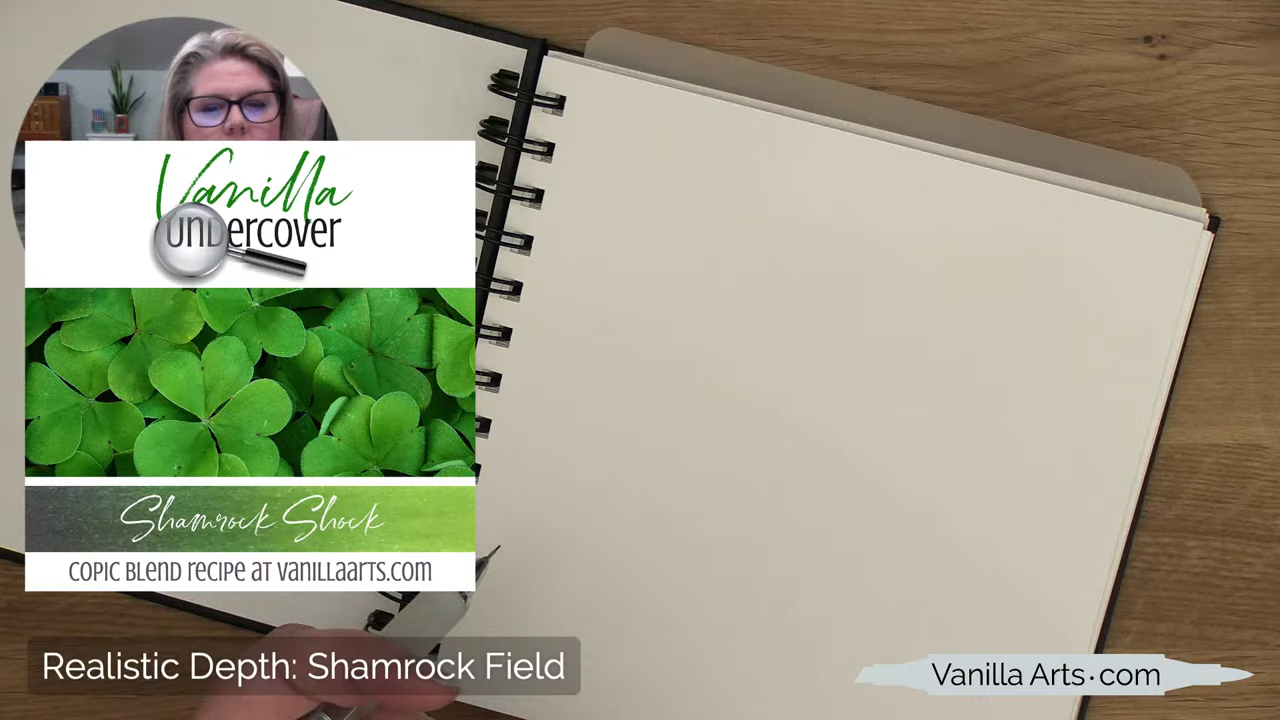 Vanilla
undercover
Shamrock Shock
copic blend recipe at vanillaarts.com
Realistic Depth: Shamrock Field
Vanilla Arts•com